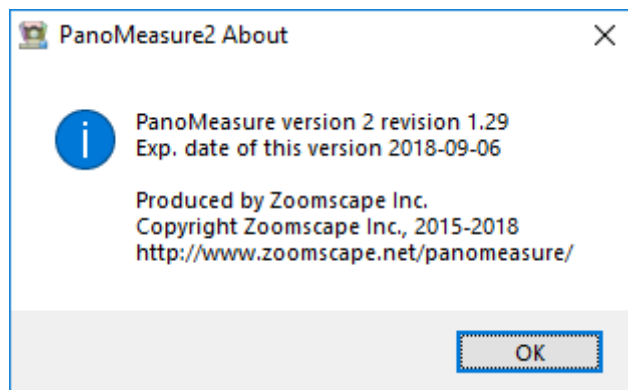 PanoMeasure2 About
PanoMeasure version 2 revision 1.29
Exp. date of this version 2018-09-06
Produced by Zoomscape Inc.
Copyright Zoomscape Inc., 2015-2018
http://www.zoomscape.net/panomeasure/
OK